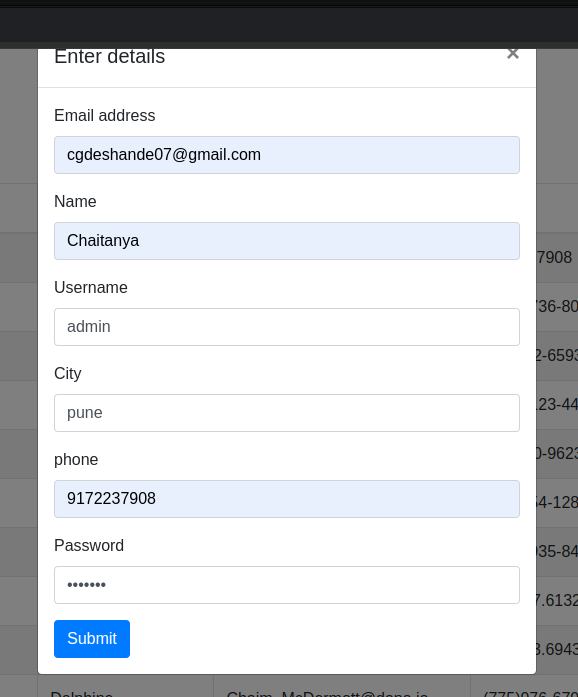 Enter details ×
Email address
cgdeshande07@gmail.com
Name
Chaitanya
7908
Username
736-80
admin
2-6593
City
123-44
pune
phone
0-9623
9172237908
54-128
Password
935-84
•••••••
7.6132
Submit
3.6943
Delphine Chaim_McDermott@dana.io (775)976-679